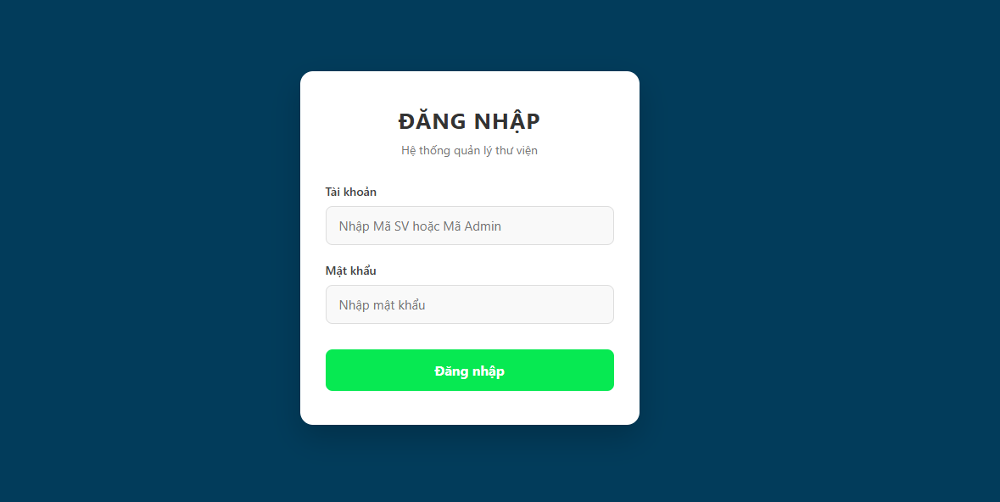 ĐĂNG NHẬP
Hệ thống quản lý thư viện
Tài khoản
Nhập Mã SV hoặc Mã Admin
Mật khẩu
Nhập mật khẩu
Đăng nhập